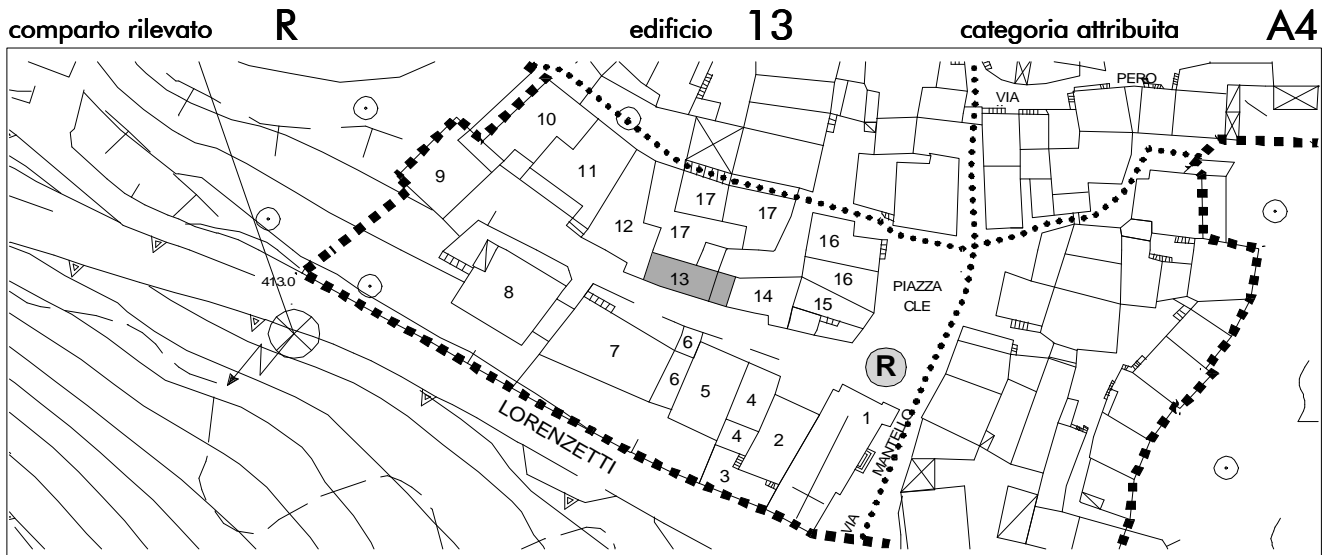 comparto rilevato R edificio 13 categoria attribuita A4
PERO
VIA
10
9
11
17
17
12
17
16
13
16
413.0
8
14
15
PIAZZA
CLE
7
6
R
6
5
4
1
LORENZETTI
4
2
3
VIA MANTELLO